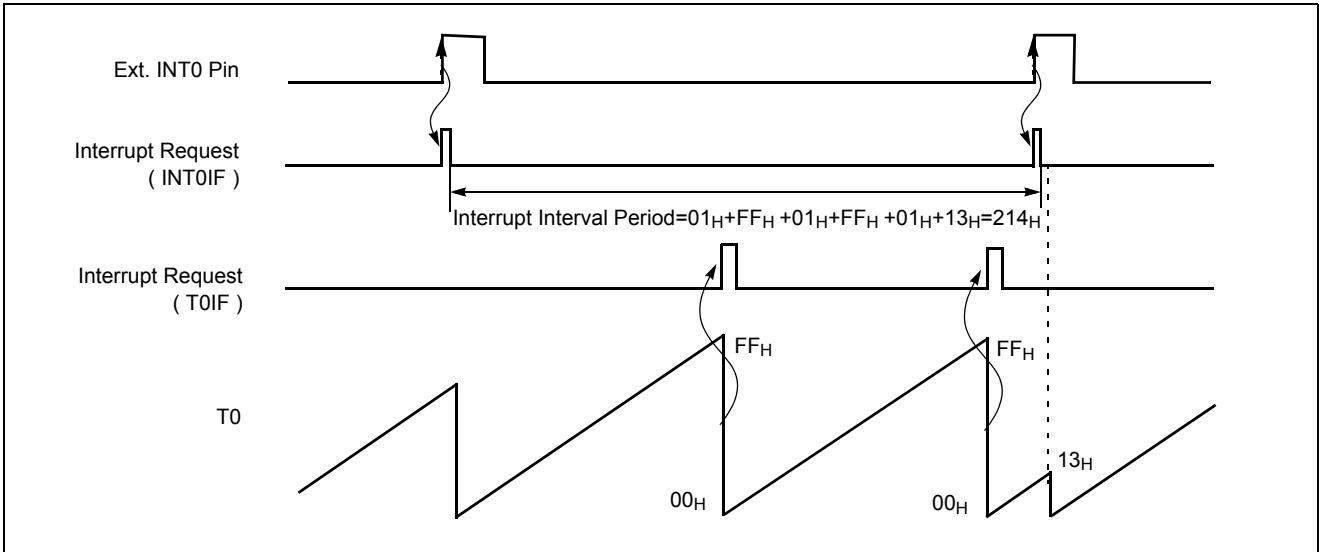 Ext. INT0 Pin
Interrupt Request
( INT0IF )
Interrupt Interval Period=01H+FFH +01H+FFH +01H+13H=214H
Interrupt Request
( T0IF )
FFH
FFH
T0
13H
00H
00H